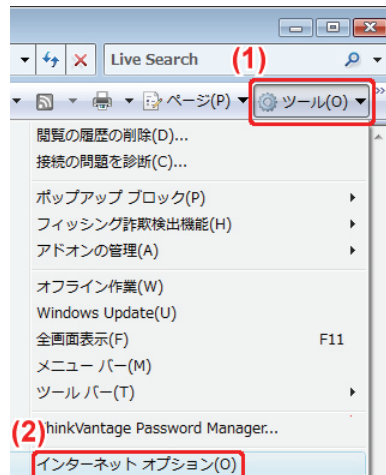 Live Search
(1)
ページ(P)
ツール(O)
閲覧の履歴の削除(D)...
接続の問題を診断(C)...
ポップアップ ブロック(P)
フィッシング詐欺検出機能(H)
アドオンの管理(A)
オフライン作業(W)
Windows Update(U)
全画面表示(F) F11
メニュー バー(M)
ツール バー(T)
(2)
hinkVantage Password Manager...
インターネット オプション(O)